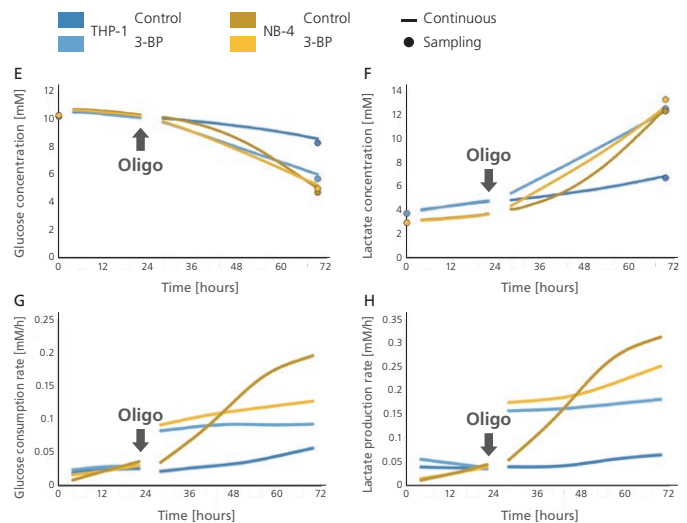 Control
THP-1
3-BP
Control
NB-4
3-BP
Continuous
Sampling
E
Glucose concentration [mM]
12
10
8
6
4
2
0
0 12 24 36 48 60 72
Oligo
Time [hours]
F
Lactate concentration [mM]
14
12
10
8
6
4
2
0
0 12 24 36 48 60 72
Oligo
Time [hours]
G
Glucose consumption rate [mM/h]
0.25
0.2
0.15
0.1
0.05
0
0 12 24 36 48 60 72
Oligo
Time [hours]
H
Lactate production rate [mM/h]
0.35
0.3
0.25
0.2
0.15
0.1
0.05
0
0 12 24 36 48 60 72
Oligo
Time [hours]